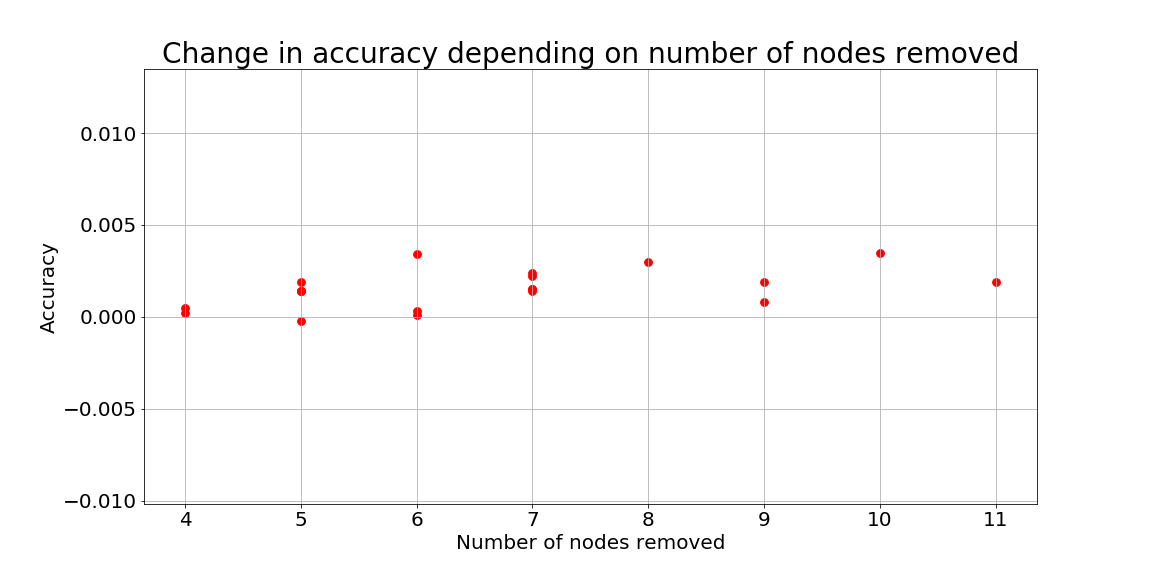 Change in accuracy depending on number of nodes removed
0.010
0.005
0.000
−0.005
−0.010
Accuracy
4 5 6 7 8 9 10 11
Number of nodes removed